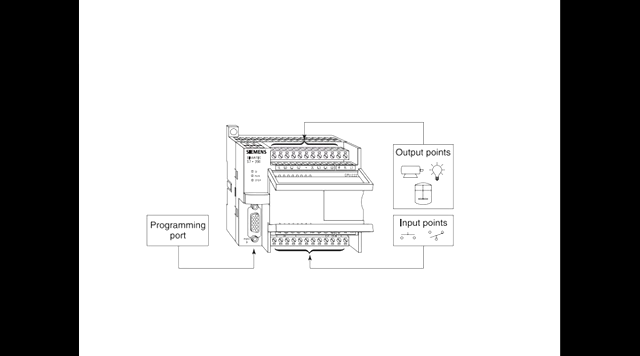 SIEMENS
Output points
Input points
Programming
port